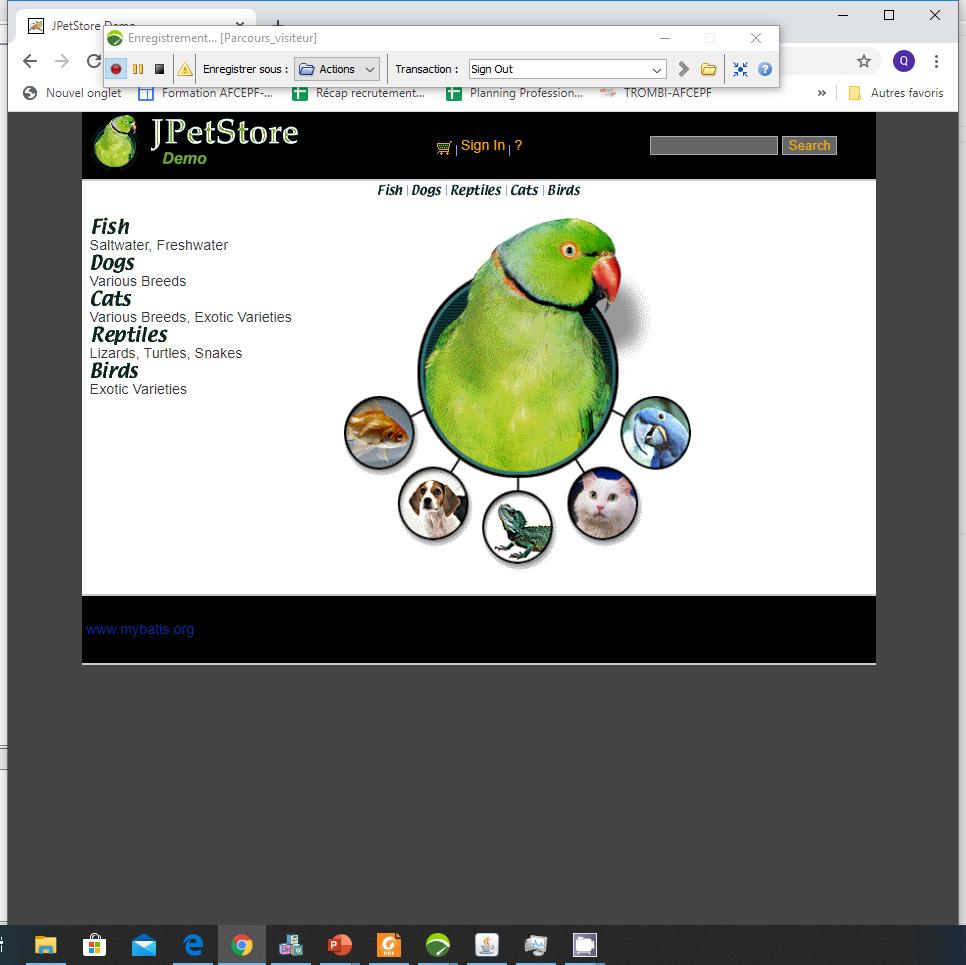 JPetStore Demo
Enregistrement... [Parcours_visiteur]
Enregistrer sous : Actions Transaction : Sign Out
Q
Nouvel onglet Formation AFCEPF-... Récap recrutement... Planning Profession... TROMBI-AFCEPF » Autres favoris
JPetStore
Demo
Sign In | ? Search
Fish | Dogs | Reptiles | Cats | Birds
Fish
Saltwater, Freshwater
Dogs
Various Breeds
Cats
Various Breeds, Exotic Varieties
Reptiles
Lizards, Turtles, Snakes
Birds
Exotic Varieties
www.mybatis.org